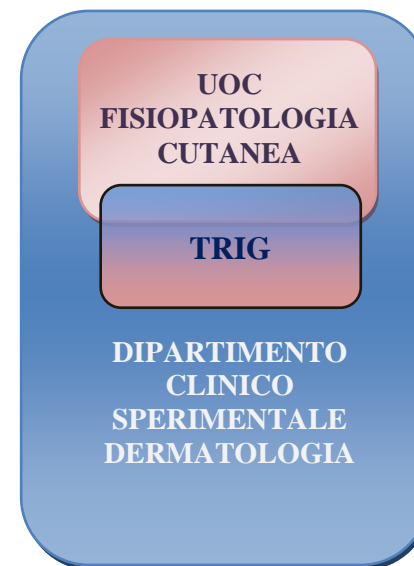 UOC
FISIOPATOLOGIA
CUTANEA
TRIG
DIPARTIMENTO
CLINICO
SPERIMENTALE
DERMATOLOGIA